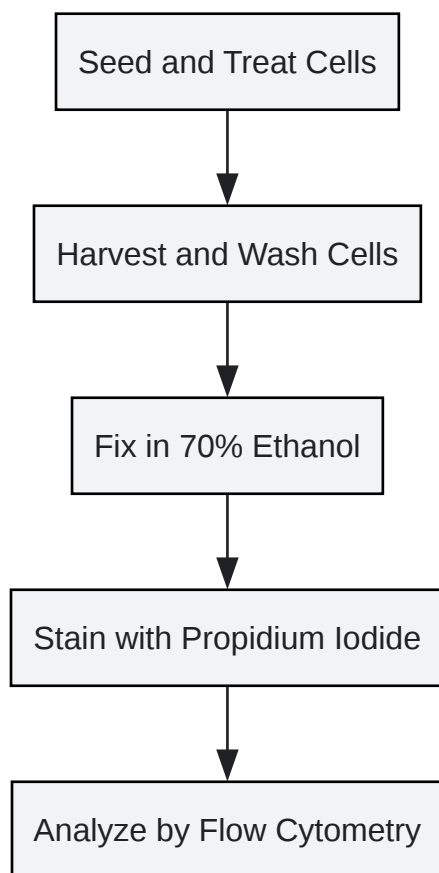 Seed and Treat Cells
Harvest and Wash Cells
Fix in 70% Ethanol
Stain with Propidium Iodide
Analyze by Flow Cytometry